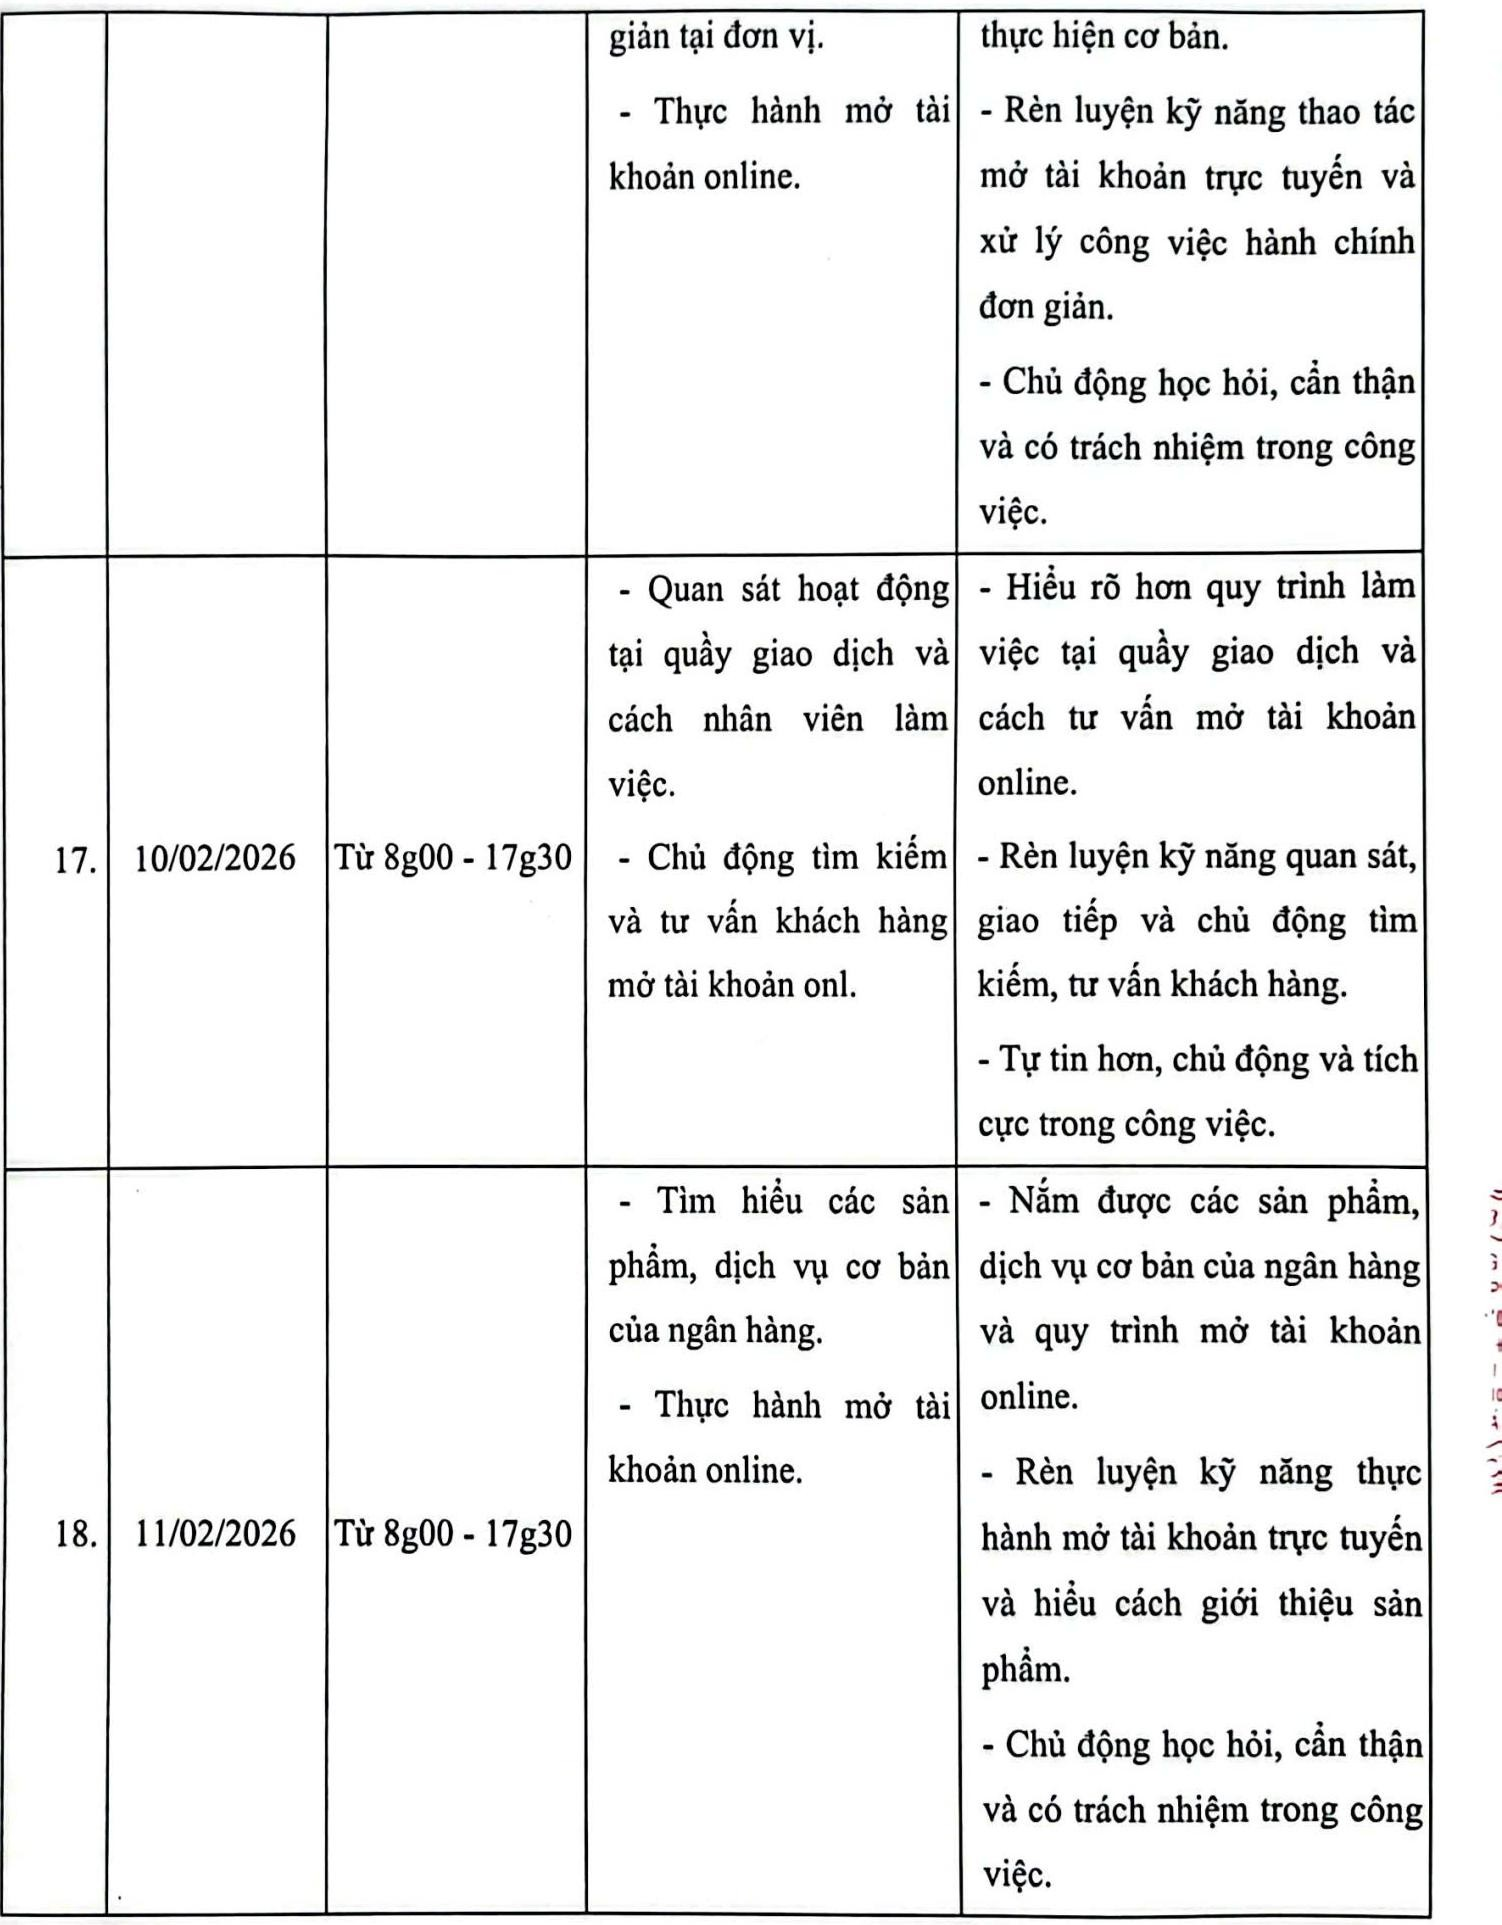 giản tại đơn vị.
- Thực hành mở tài
khoản online.
thực hiện cơ bản.
- Rèn luyện kỹ năng thao tác
mở tài khoản trực tuyến và
xử lý công việc hành chính
đơn giản.
- Chủ động học hỏi, cẩn thận
và có trách nhiệm trong công
việc.
17.
10/02/2026
Từ 8g00 - 17g30
- Quan sát hoạt động
tại quầy giao dịch và
cách nhân viên làm
việc.
- Chủ động tìm kiếm
và tư vấn khách hàng
mở tài khoản onl.
- Hiểu rõ hơn quy trình làm
việc tại quầy giao dịch và
cách tư vấn mở tài khoản
online.
- Rèn luyện kỹ năng quan sát,
giao tiếp và chủ động tìm
kiếm, tư vấn khách hàng.
- Tự tin hơn, chủ động và tích
cực trong công việc.
18.
11/02/2026
Từ 8g00 - 17g30
- Tìm hiểu các sản
phẩm, dịch vụ cơ bản
của ngân hàng.
- Thực hành mở tài
khoản online.
- Nắm được các sản phẩm,
dịch vụ cơ bản của ngân hàng
và quy trình mở tài khoản
online.
- Rèn luyện kỹ năng thực
hành mở tài khoản trực tuyến
và hiểu cách giới thiệu sản
phẩm.
- Chủ động học hỏi, cẩn thận
và có trách nhiệm trong công
việc.